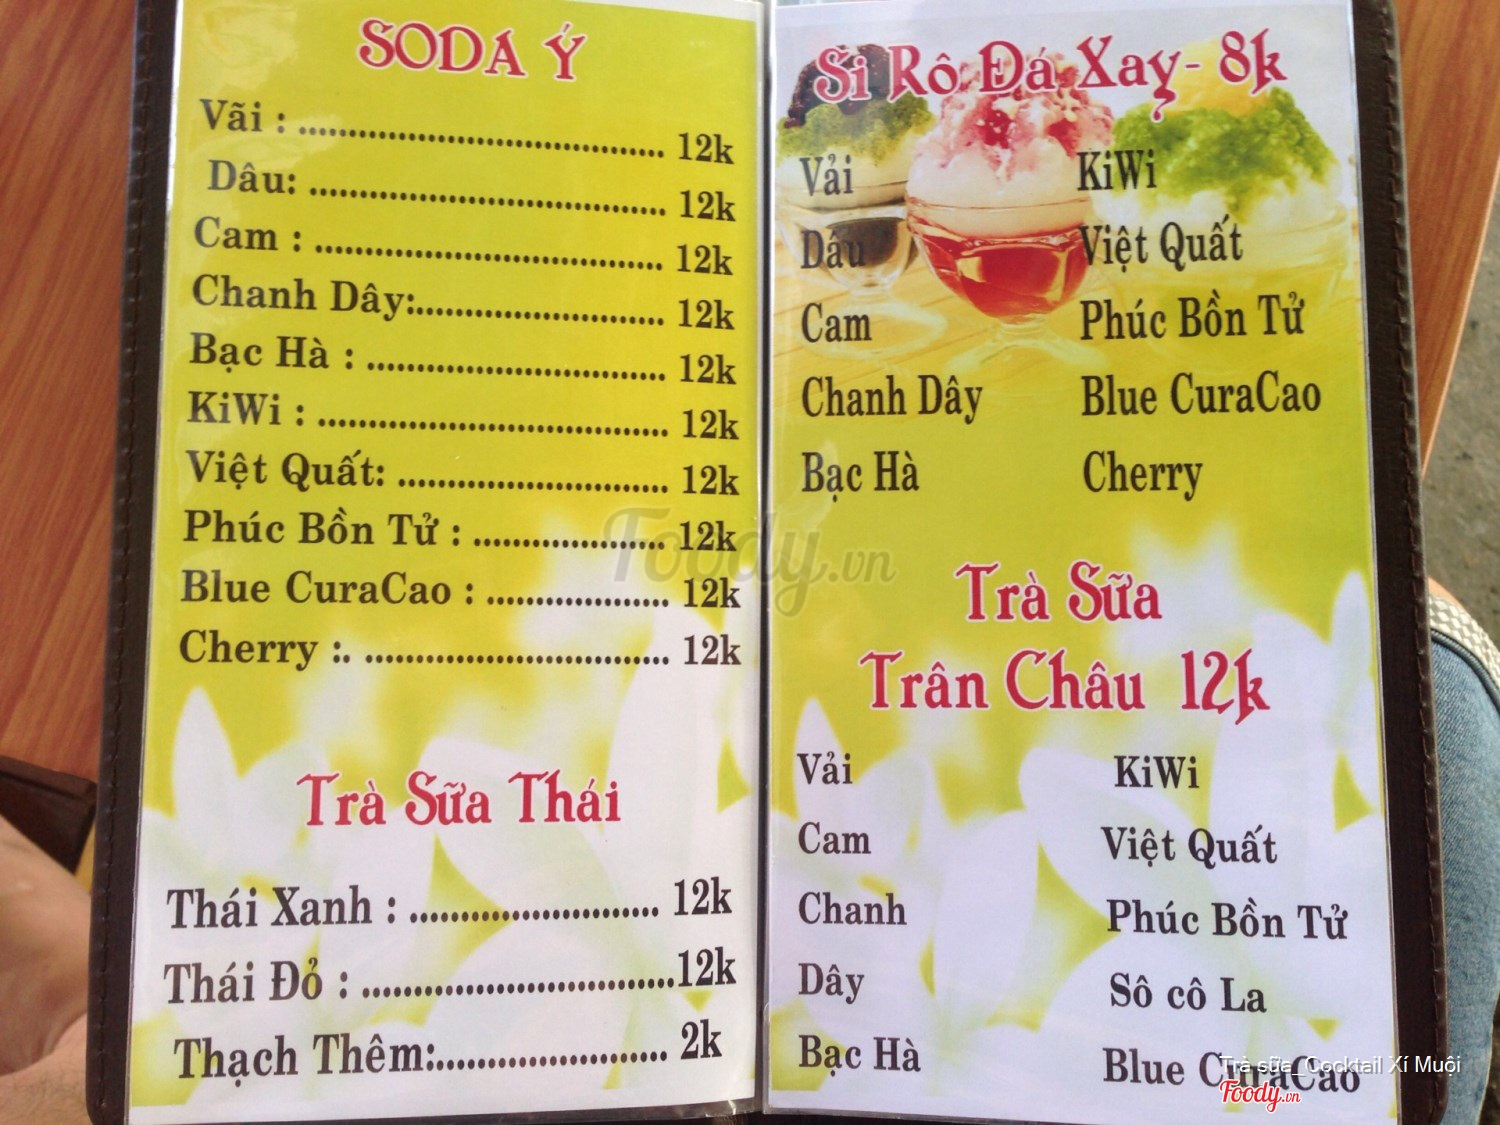 SODA Ý
Vãi : ........................................ 12k
Dâu: ........................................ 12k
Cam : ........................................ 12k
Chanh Dây:............................ 12k
Bạc Hà : ................................. 12k
KiWi : ...................................... 12k
Việt Quất: .............................. 12k
Phúc Bồn Tử : ..................... 12k
Blue CuraCao : .................... 12k
Cherry :. .................................. 12k
Trà Sữa Thái
Thái Xanh : ......................... 12k
Thái Đỏ : ...............................12k
Thạch Thêm:....................... 2k
Si Rô Đá Xay- 8k
Vải KiWi
Dâu Việt Quất
Cam Phúc Bồn Tử
Chanh Dây Blue CuraCao
Bạc Hà Cherry
Trà Sữa
Trân Châu 12k
Vải KiWi
Cam Việt Quất
Chanh Phúc Bồn Tử
Dây Sô cô La
Bạc Hà Blue CuraCao
Foody.vn
Trà sữa_Cocktail Xí Muội
Foody.vn